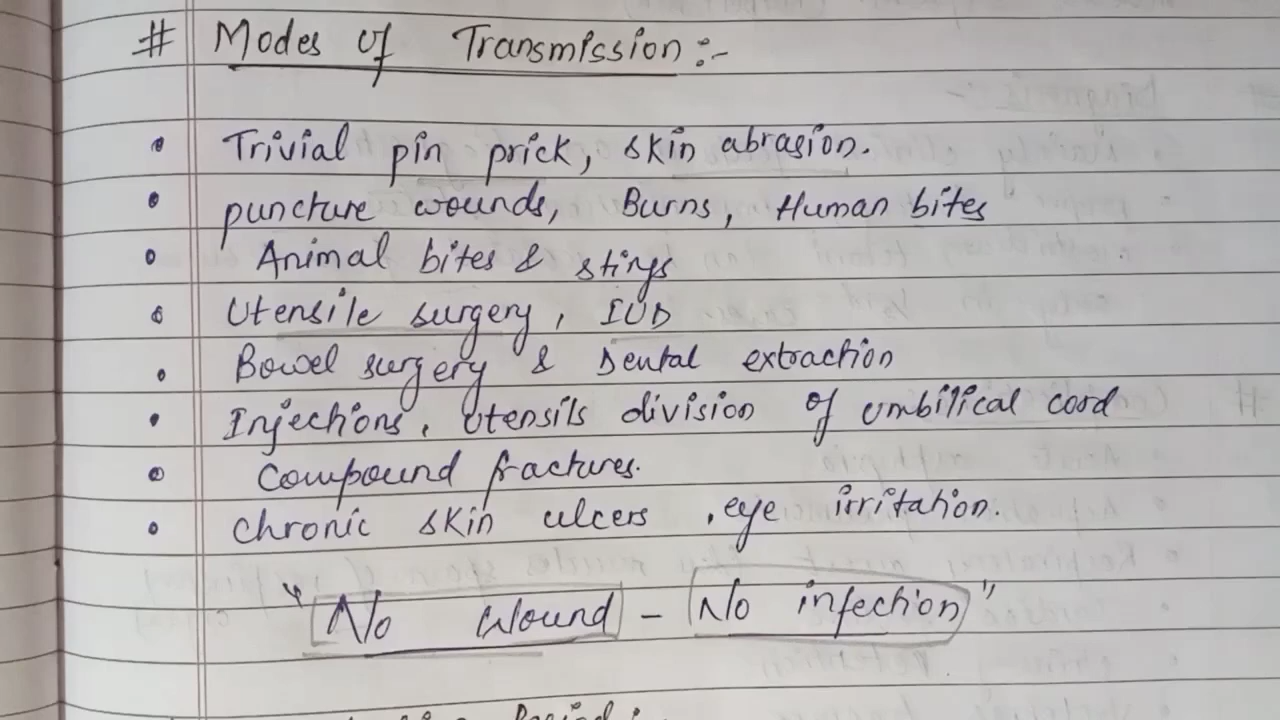 # Modes of Transmission :-
• Trivial pin prick, skin abrasion.
• puncture wounds, Burns, Human bites
• Animal bites & stings
• Utensile surgery, IUD
• Bowel surgery & Dental extraction
• Injections, Utensils division of umbilical cord
• Compound fractures.
• chronic skin ulcers, eye irritation.
"No wound - No infection"
Period :